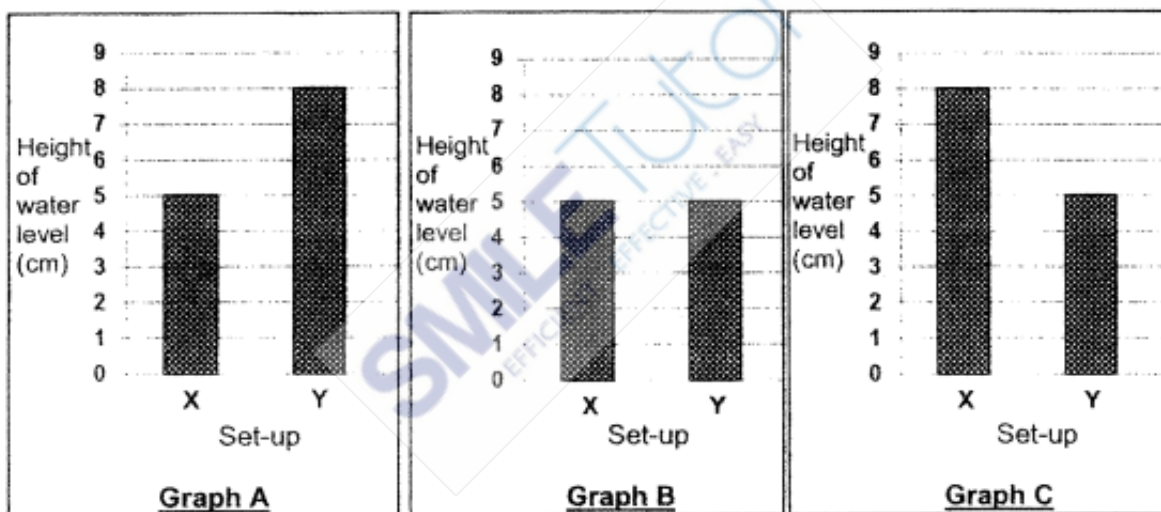 9
8
7
6
5
4
3
2
1
0
Height
of
water
level
(cm)
X Y
Set-up
Graph A
9
8
7
6
5
4
3
2
1
0
Height
of
water
level
(cm)
X Y
Set-up
Graph B
9
8
7
6
5
4
3
2
1
0
Height
of
water
level
(cm)
X Y
Set-up
Graph C
SMILE Tutor
EFFICIENT . EFFECTIVE . EASY